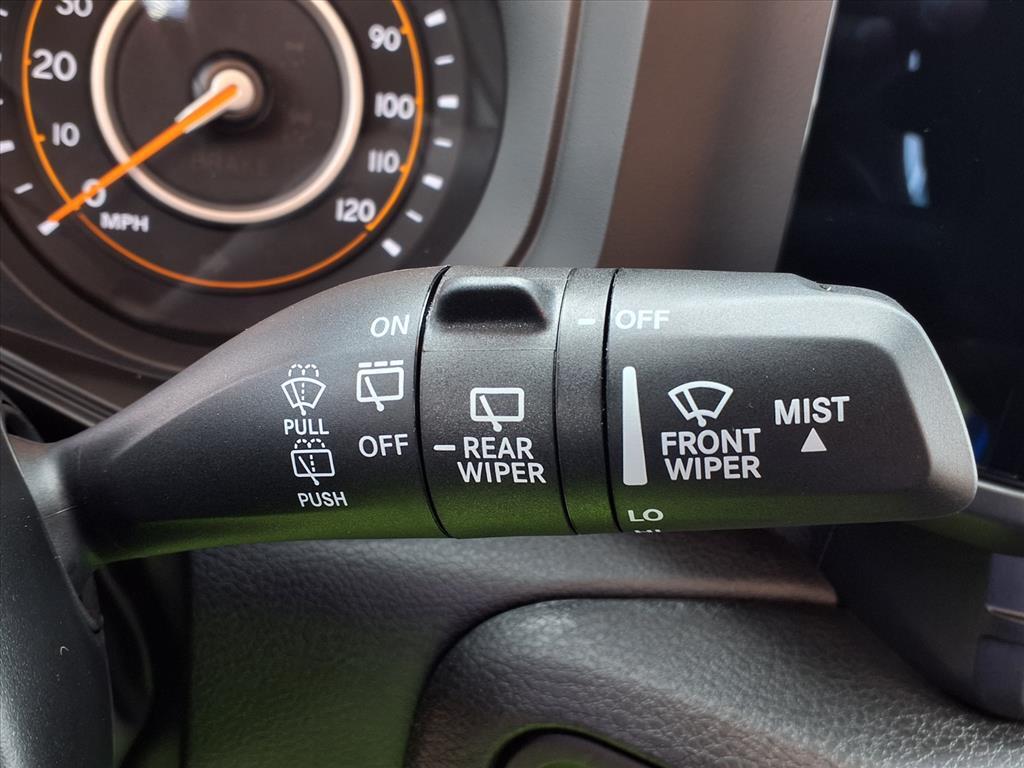 30
20
10
0
MPH
90
100
110
120
BRAKE
ON
OFF
PULL
PUSH
REAR
WIPER
OFF
FRONT
WIPER
MIST
LO